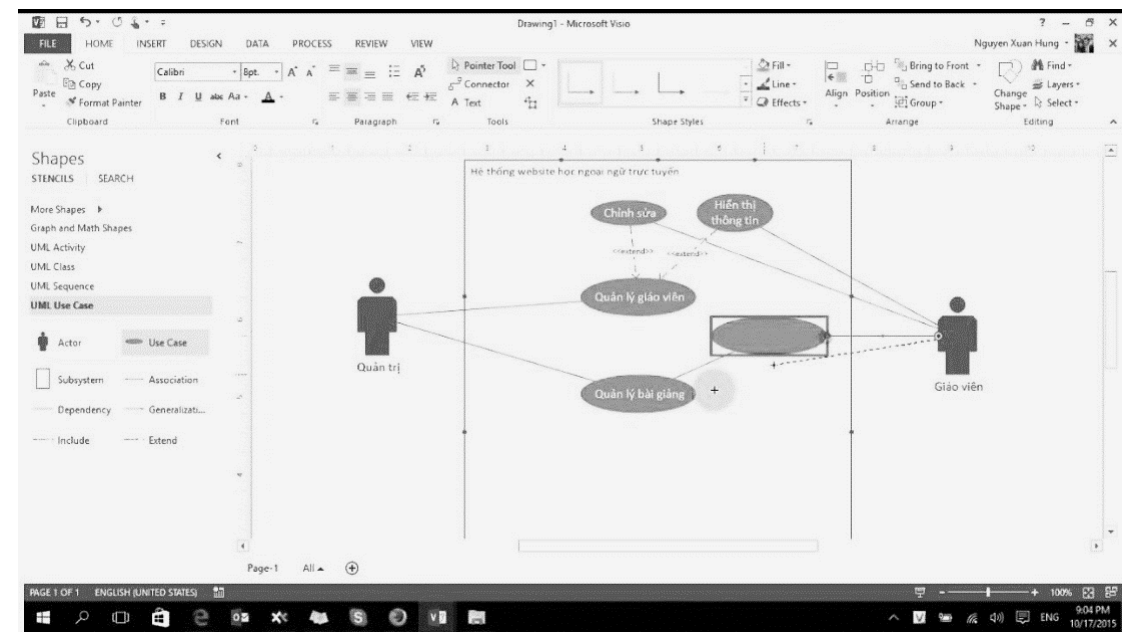 Drawing1 - Microsoft Visio
FILE HOME INSERT DESIGN DATA PROCESS REVIEW VIEW
Nguyen Xuan Hung
Cut
Copy
Paste
Format Painter
Clipboard
Calibri 8pt. A A
B I U abc Aa A
Font
Paragraph
Pointer Tool
Connector
A Text
Tools
Shape Styles
Fill
Line
Effects
Align Position
Bring to Front
Send to Back
Group
Arrange
Change Shape
Find
Layers
Select
Editing
Shapes
STENCILS SEARCH
More Shapes
Graph and Math Shapes
UML Activity
UML Class
UML Sequence
UML Use Case
Actor Use Case
Subsystem Association
Dependency Generalizati...
Include Extend
Hệ thống website học ngoại ngữ trực tuyến
Chỉnh sửa
Hiển thị
thông tin
<<extend>> <<extend>>
Quản lý giáo viên
Quản trị
Quản lý bài giảng
Giáo viên
Page-1 All
PAGE 1 OF 1 ENGLISH (UNITED STATES)
100%
ENG
9:04 PM
10/17/2015